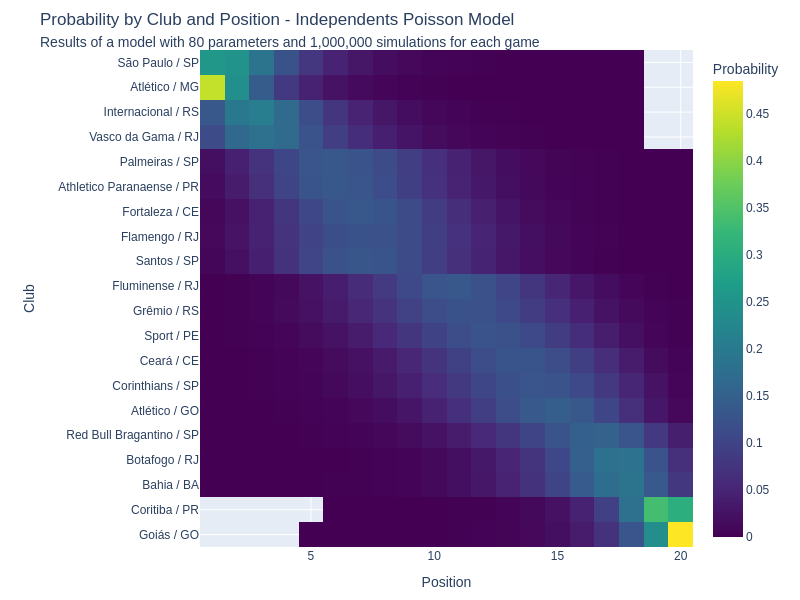 Probability by Club and Position - Independents Poisson Model
Results of a model with 80 parameters and 1,000,000 simulations for each game
Probability
São Paulo / SP
Atlético / MG
Internacional / RS
Vasco da Gama / RJ
Palmeiras / SP
Athletico Paranaense / PR
Fortaleza / CE
Flamengo / RJ
Santos / SP
Fluminense / RJ
Grêmio / RS
Sport / PE
Ceará / CE
Corinthians / SP
Atlético / GO
Red Bull Bragantino / SP
Botafogo / RJ
Bahia / BA
Coritiba / PR
Goiás / GO
Club
0.45
0.4
0.35
0.3
0.25
0.2
0.15
0.1
0.05
0
5
10
15
20
Position